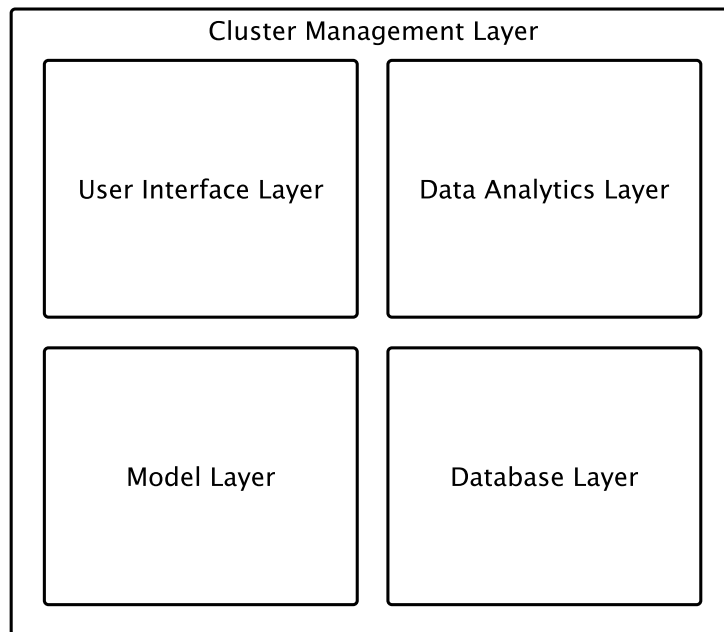 Cluster Management Layer
User Interface Layer
Data Analytics Layer
Model Layer
Database Layer